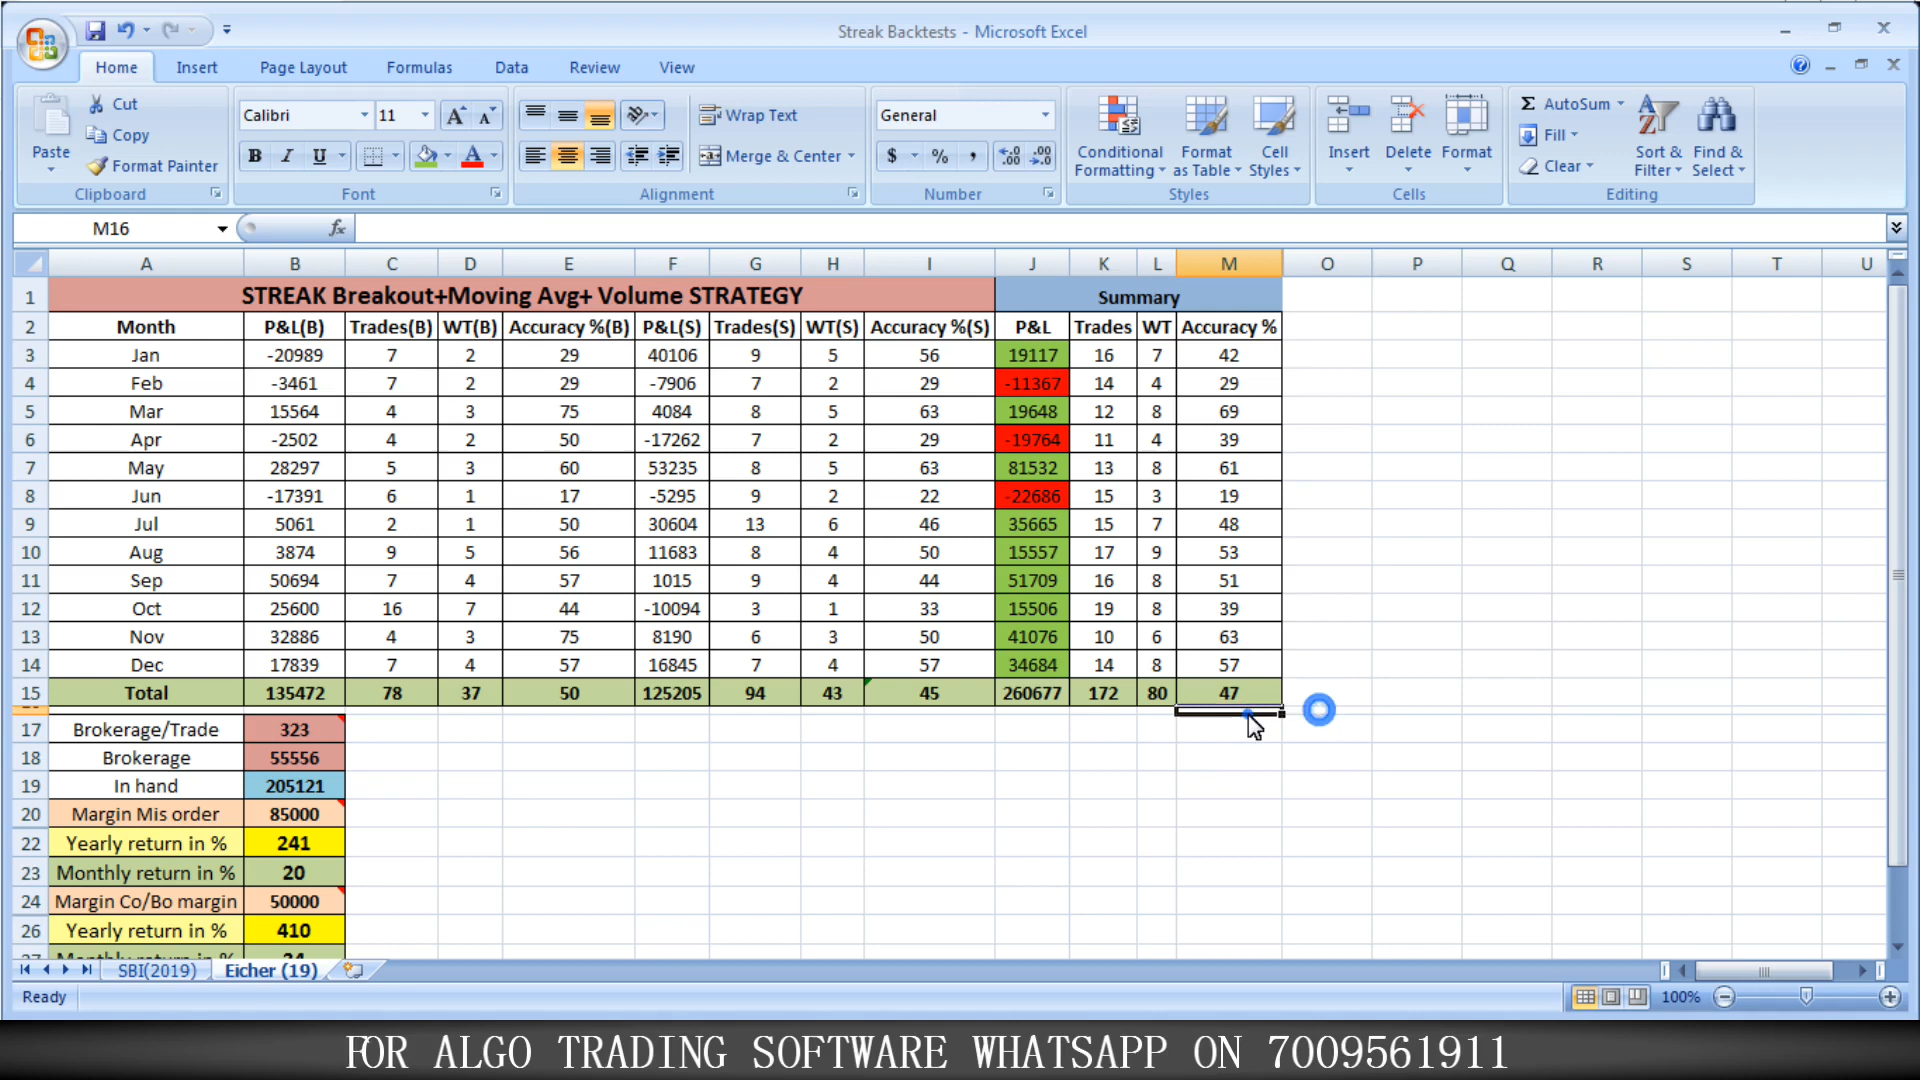 Streak Backtests - Microsoft Excel
Home Insert Page Layout Formulas Data Review View
Paste Cut Copy Format Painter Clipboard
Calibri 11 A A B I U A Font
Wrap Text Merge & Center Alignment
General $ % , .0 .00 .00 .0 Number
Conditional Formatting Format as Table Cell Styles Styles
Insert Delete Format Cells
Σ AutoSum Fill Clear Sort & Filter Find & Select Editing
M16 fx
A B C D E F G H I J K L M O P Q R S T U
1 STREAK Breakout+Moving Avg+ Volume STRATEGY Summary
2 Month P&L(B) Trades(B) WT(B) Accuracy %(B) P&L(S) Trades(S) WT(S) Accuracy %(S) P&L Trades WT Accuracy %
3 Jan -20989 7 2 29 40106 9 5 56 19117 16 7 42
4 Feb -3461 7 2 29 -7906 7 2 29 -11367 14 4 29
5 Mar 15564 4 3 75 4084 8 5 63 19648 12 8 69
6 Apr -2502 4 2 50 -17262 7 2 29 -19764 11 4 39
7 May 28297 5 3 60 53235 8 5 63 81532 13 8 61
8 Jun -17391 6 1 17 -5295 9 2 22 -22686 15 3 19
9 Jul 5061 2 1 50 30604 13 6 46 35665 15 7 48
10 Aug 3874 9 5 56 11683 8 4 50 15557 17 9 53
11 Sep 50694 7 4 57 1015 9 4 44 51709 16 8 51
12 Oct 25600 16 7 44 -10094 3 1 33 15506 19 8 39
13 Nov 32886 4 3 75 8190 6 3 50 41076 10 6 63
14 Dec 17839 7 4 57 16845 7 4 57 34684 14 8 57
15 Total 135472 78 37 50 125205 94 43 45 260677 172 80 47
17 Brokerage/Trade 323
18 Brokerage 55556
19 In hand 205121
20 Margin Mis order 85000
22 Yearly return in % 241
23 Monthly return in % 20
24 Margin Co/Bo margin 50000
26 Yearly return in % 410
SBI(2019) Eicher (19)
Ready 100%
FOR ALGO TRADING SOFTWARE WHATSAPP ON 7009561911